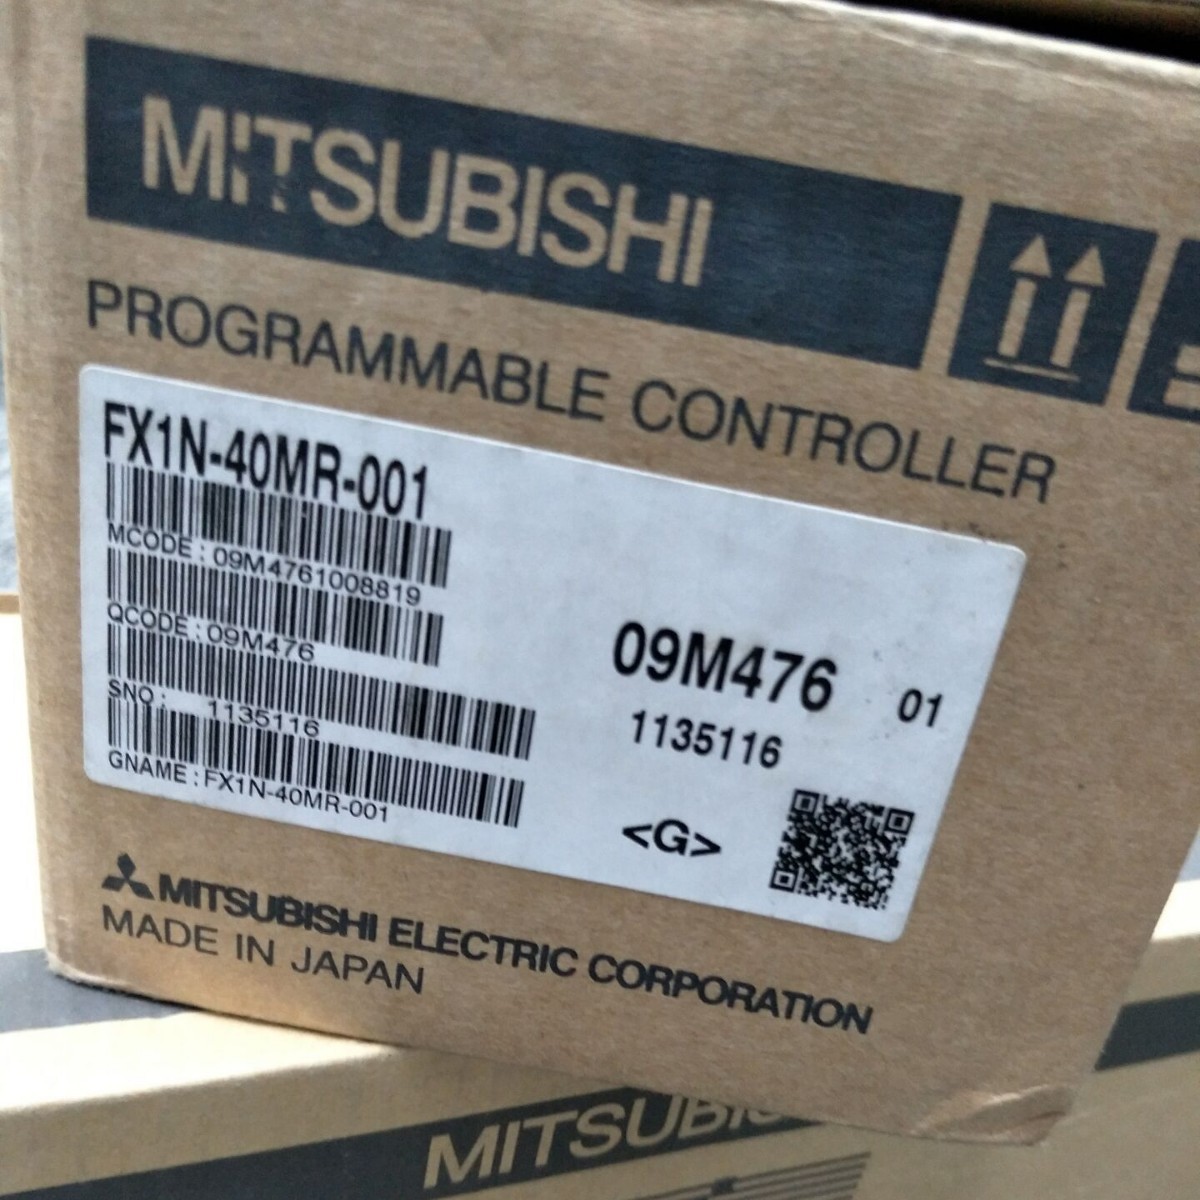 MITSUBISHI
PROGRAMMABLE CONTROLLER
FX1N-40MR-001
MCODE : 09M4761008819
QCODE : 09M476
SNO : 1135116
GNAME : FX1N-40MR-001
09M476 01
1135116
<G>
MITSUBISHI ELECTRIC CORPORATION
MADE IN JAPAN